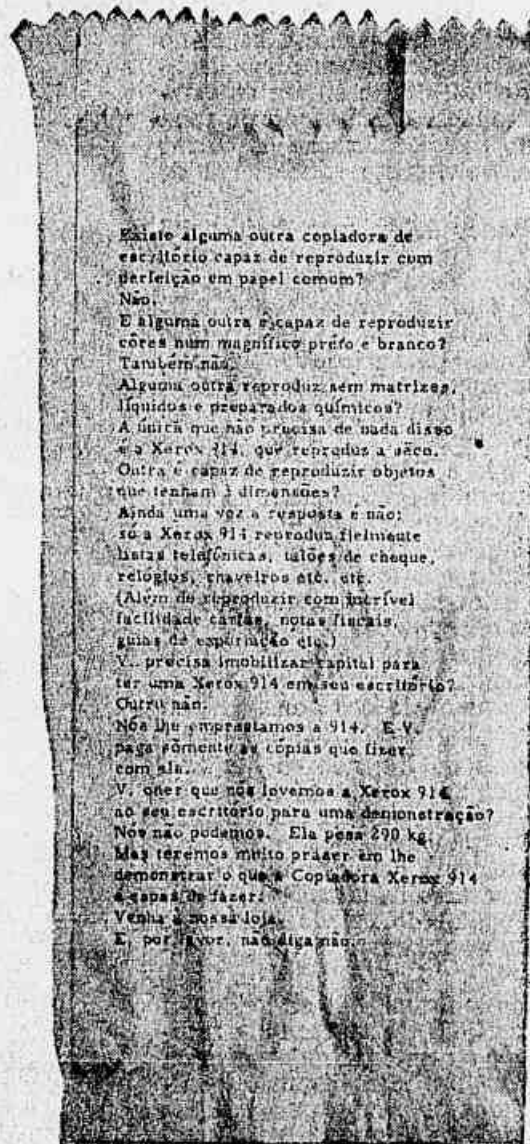 Existe alguma outra copiadora de
escritório capaz de reproduzir com
perfeição em papel comum?
Não.
E alguma outra é capaz de reproduzir
côres num magnífico prêto e branco?
Também não.
Alguma outra reproduz sem matrizes,
líquidos e preparados químicos?
A única que não precisa de nada disso
é a Xerox 914, que reproduz a sêco.
Outra é capaz de reproduzir objetos
que tenham 3 dimensões?
Ainda uma vez a resposta é não:
só a Xerox 914 reproduz fielmente
listas telefônicas, talões de cheque,
relógios, chaveiros etc. etc.
(Além de reproduzir com incrível
facilidade cartas, notas fiscais,
guias de exportação etc.)
V. precisa imobilizar capital para
ter uma Xerox 914 em seu escritório?
Outro não.
Nós lhe emprestamos a 914. E V.
paga sòmente as cópias que fizer
com ela.
V. quer que nós levemos a Xerox 914
ao seu escritório para uma demonstração?
Nós não podemos. Ela pesa 290 kg.
Mas teremos muito prazer em lhe
demonstrar o que a Copiadora Xerox 914
é capaz de fazer.
Venha à nossa loja.
E, por favor, não diga não.